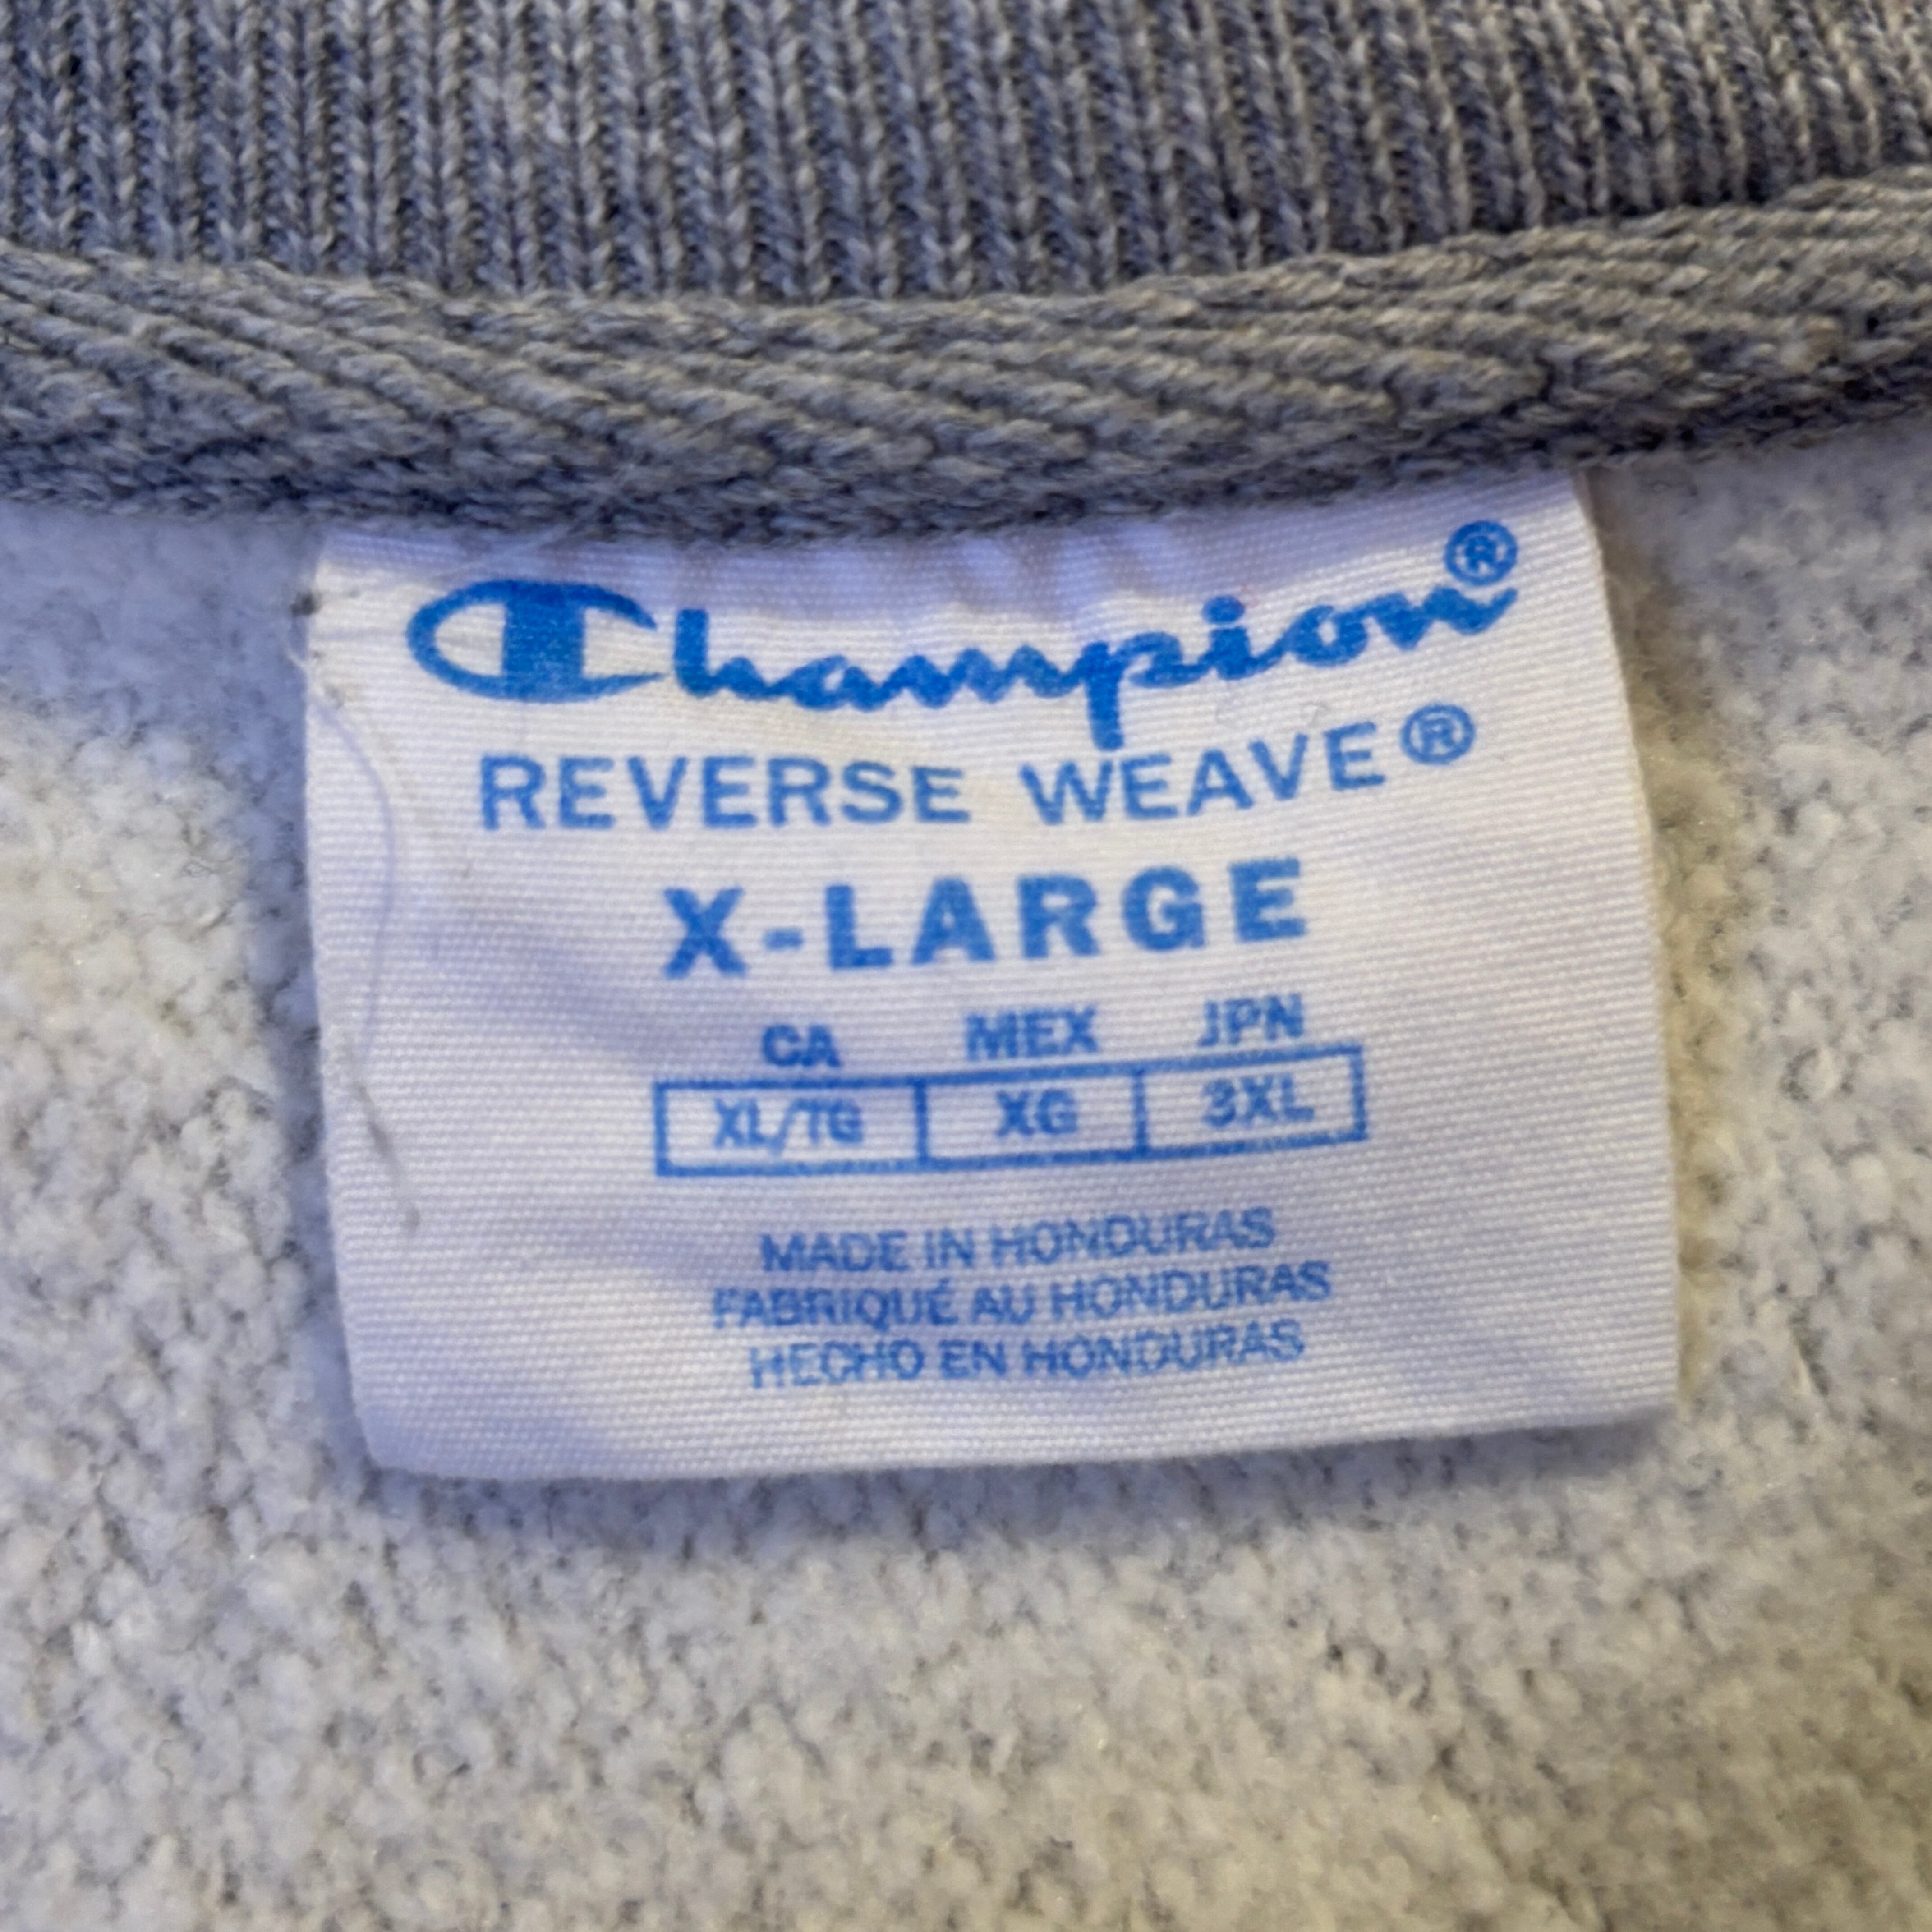 Champion®
REVERSE WEAVE®
X-LARGE
CA MEX JPN
XL/TG XG 3XL
MADE IN HONDURAS
FABRIQUÉ AU HONDURAS
HECHO EN HONDURAS